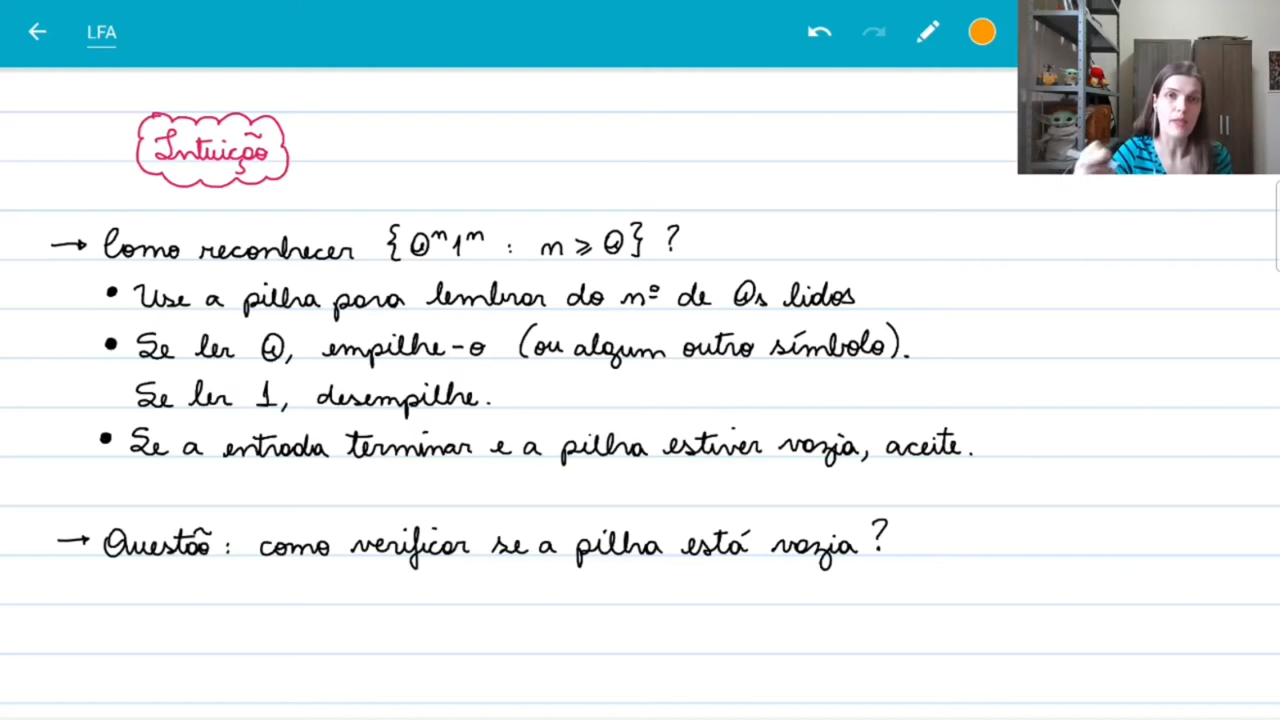 LFA
Intuição
→ Como reconhecer {0ⁿ1ⁿ : n ⩾ 0} ?
• Use a pilha para lembrar do nº de 0s lidos
• Se ler 0, empilhe-o (ou algum outro símbolo).
Se ler 1, desempilhe.
• Se a entrada terminar e a pilha estiver vazia, aceite.
→ Questão: como verificar se a pilha está vazia ?